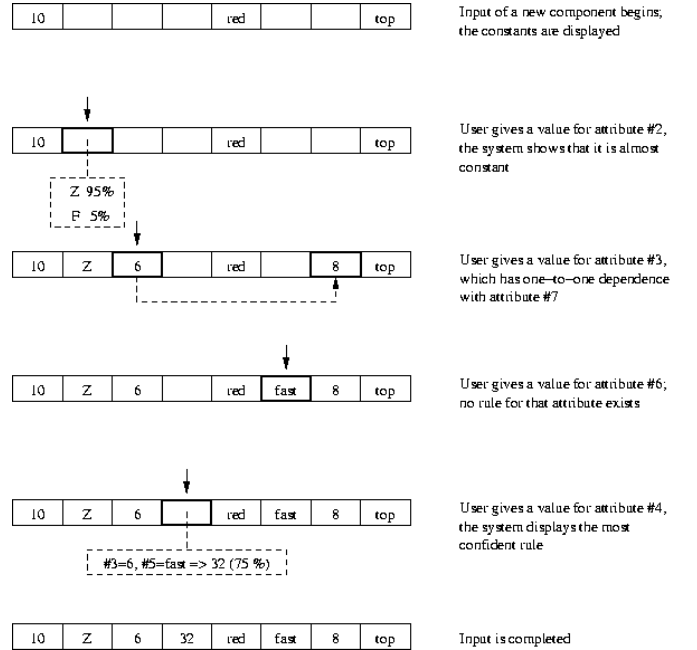 10 red top
Input of a new component begins;
the constants are displayed
10 red top
User gives a value for attribute #2,
the system shows that it is almost
constant
Z 95%
F 5%
10 Z 6 red 8 top
User gives a value for attribute #3,
which has one-to-one dependence
with attribute #7
10 Z 6 red fast 8 top
User gives a value for attribute #6;
no rule for that attribute exists
10 Z 6 red fast 8 top
User gives a value for attribute #4,
the system displays the most
confident rule
#3=6, #5=fast => 32 (75 %)
10 Z 6 32 red fast 8 top
Input is completed